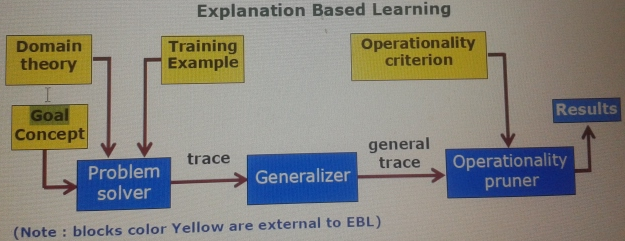 Explanation Based Learning
Domain
theory
Training
Example
Operationality
criterion
Goal
Concept
Results
Problem
solver
trace
Generalizer
general
trace
Operationality
pruner
(Note : blocks color Yellow are external to EBL)